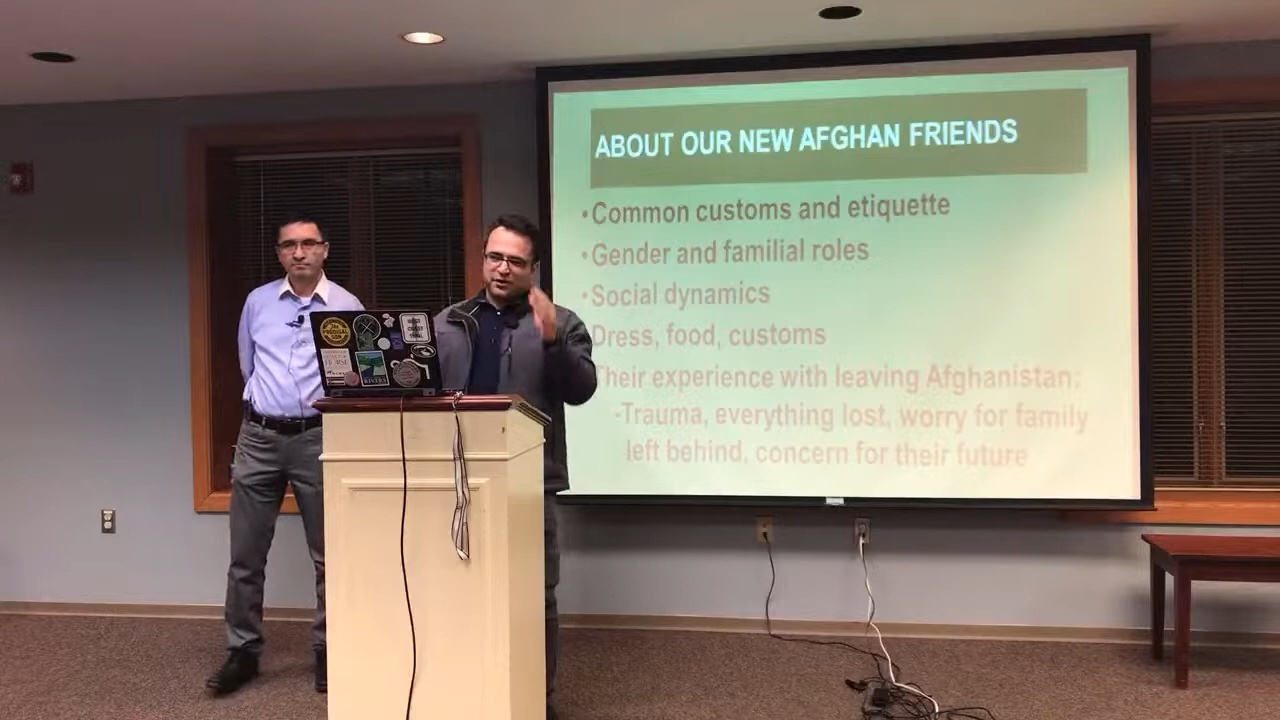 ABOUT OUR NEW AFGHAN FRIENDS
•Common customs and etiquette
•Gender and familial roles
•Social dynamics
Dress, food, customs
Their experience with leaving Afghanistan:
-Trauma, everything lost, worry for family
left behind, concern for their future